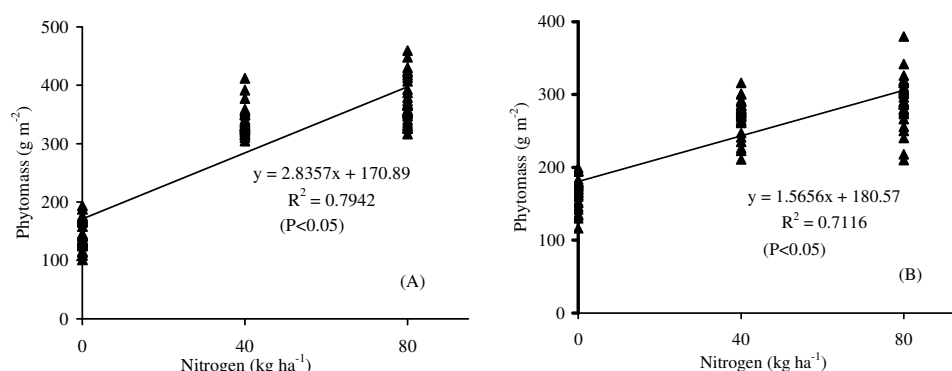 500
400
300
200
100
0
Phytomass (g m-2)
y = 2.8357x + 170.89
R2 = 0.7942
(P<0.05)
(A)
0 40 80
Nitrogen (kg ha-1)
400
300
200
100
0
Phytomass (g m-2)
y = 1.5656x + 180.57
R2 = 0.7116
(P<0.05)
(B)
0 40 80
Nitrogen (kg ha-1)